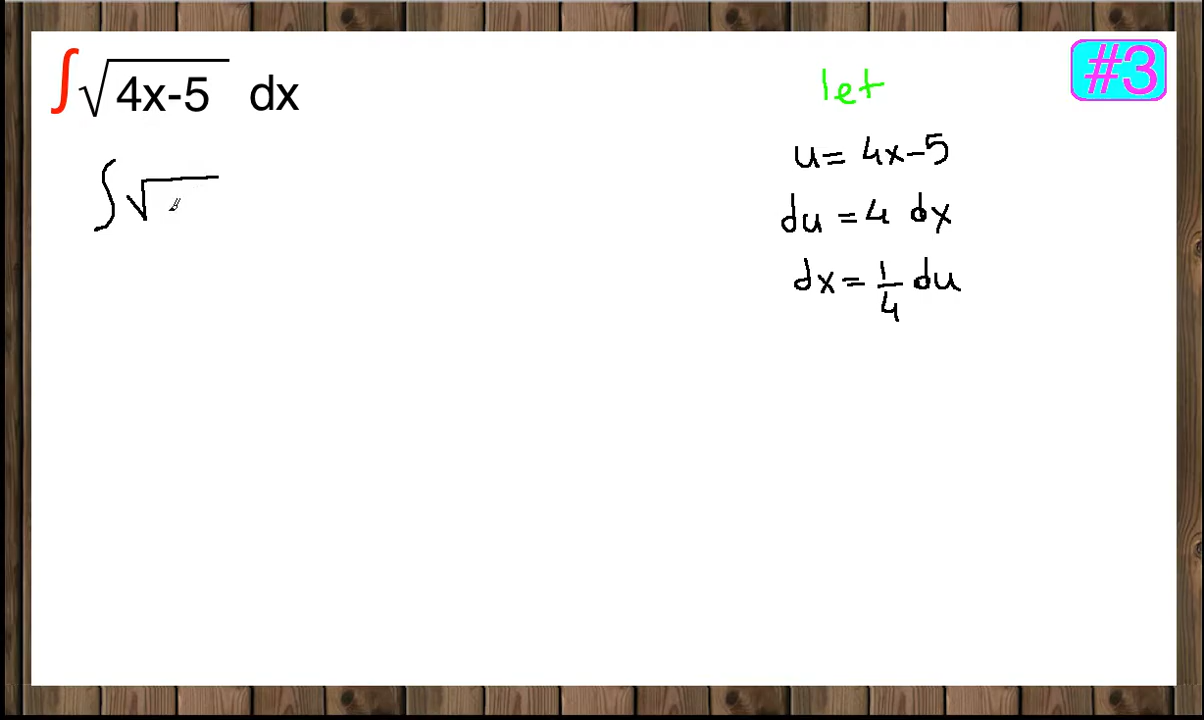 ∫√4x-5 dx
#3
∫√
let
u = 4x-5
du = 4 dx
dx = 1/4 du